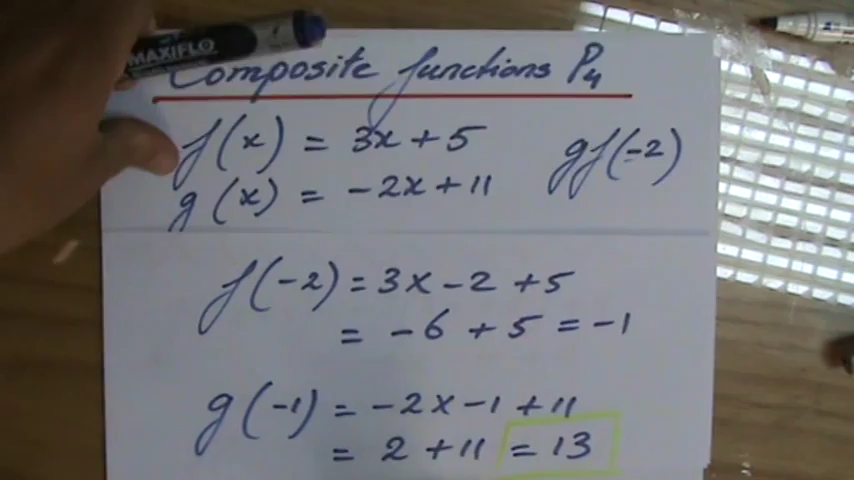 MAXIFLO
Composite functions P4
f(x) = 3x + 5
gf(-2)
g(x) = -2x + 11
f(-2) = 3x - 2 + 5
= -6 + 5 = -1
g(-1) = -2x - 1 + 11
= 2 + 11 = 13